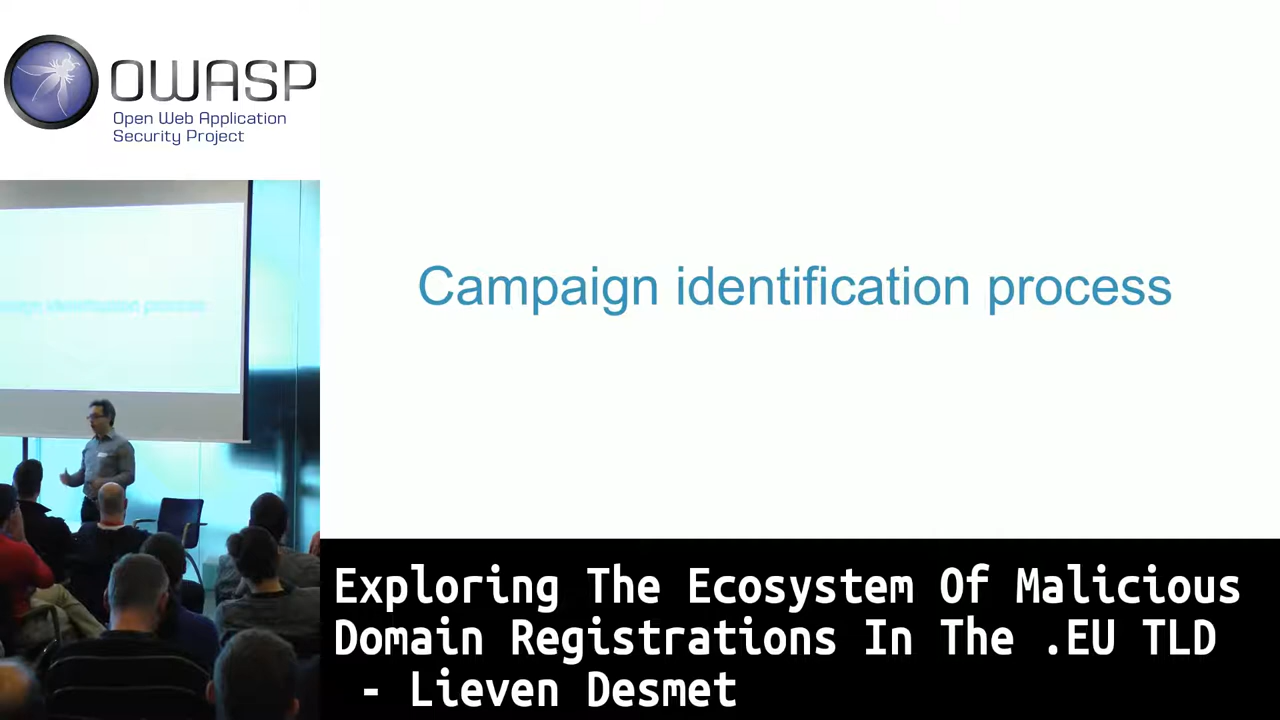 OWASP
Open Web Application
Security Project
Campaign identification process
Exploring The Ecosystem Of Malicious
Domain Registrations In The .EU TLD
- Lieven Desmet